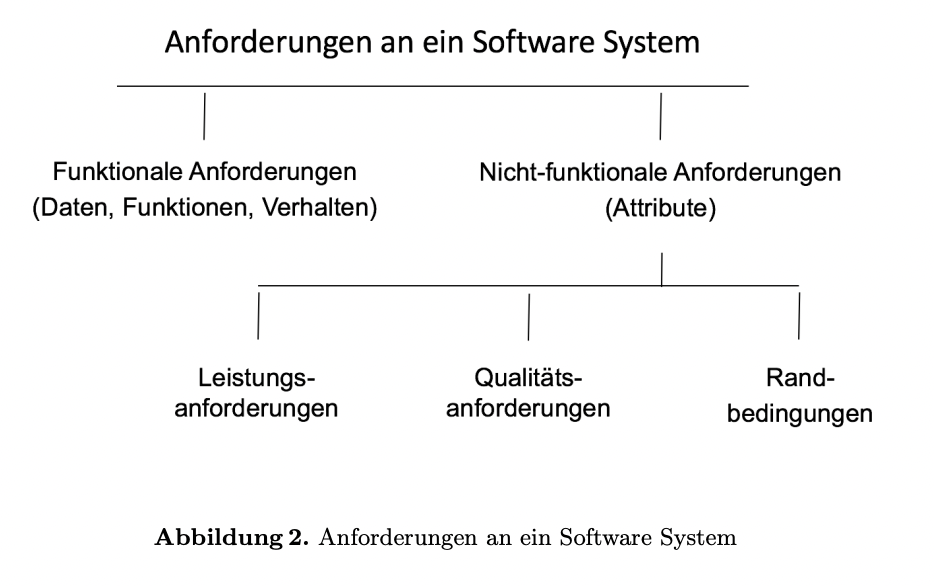 Anforderungen an ein Software System
Funktionale Anforderungen
(Daten, Funktionen, Verhalten)
Nicht-funktionale Anforderungen
(Attribute)
Leistungs-
anforderungen
Qualitäts-
anforderungen
Rand-
bedingungen
Abbildung 2. Anforderungen an ein Software System